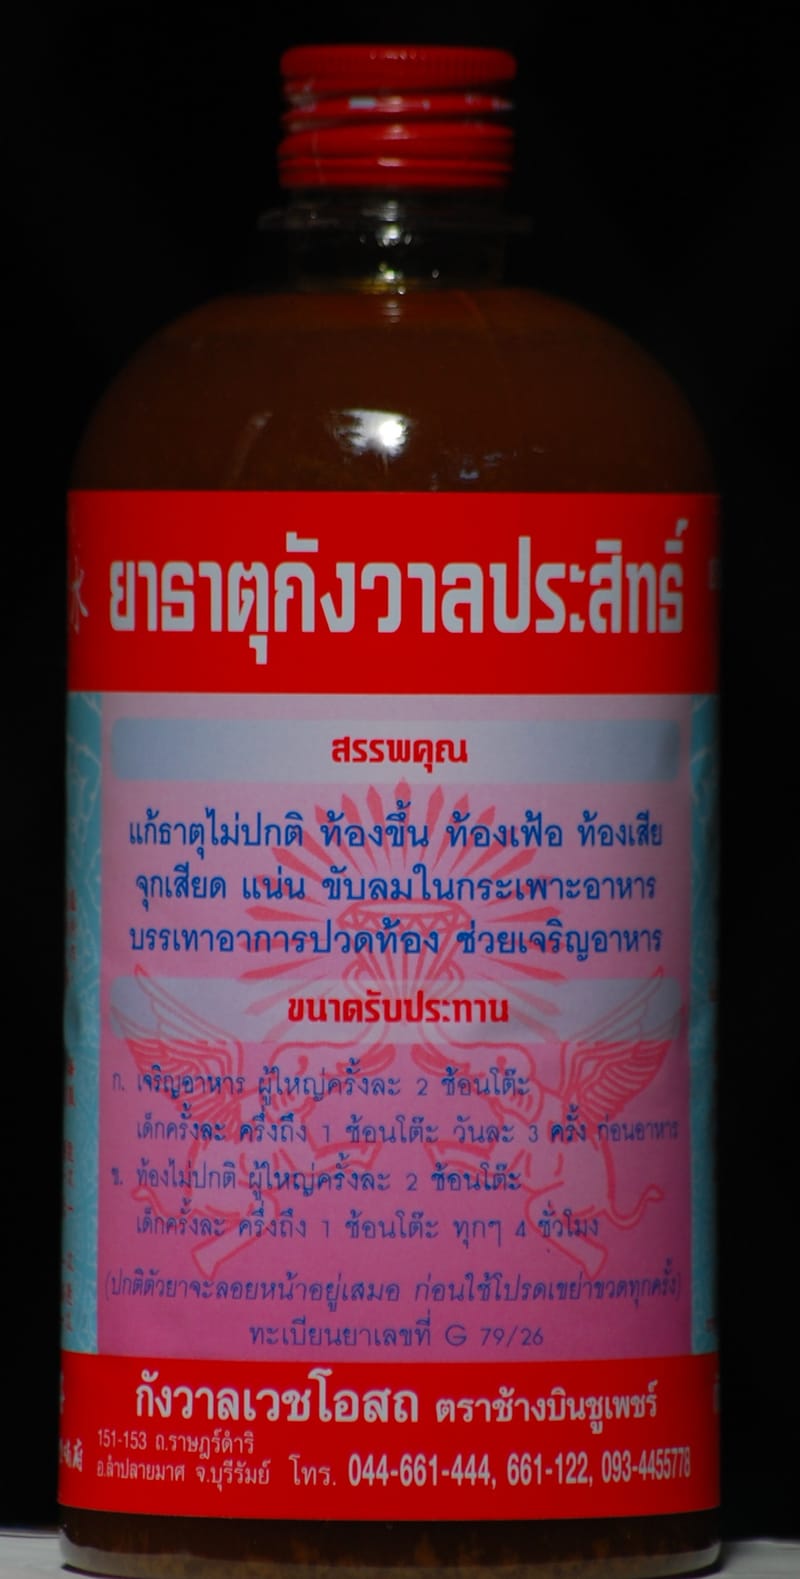 水
ยาธาตุกังวาลประสิทธิ์
สรรพคุณ
แก้ธาตุไม่ปกติ ท้องขึ้น ท้องเฟ้อ ท้องเสีย
จุกเสียด แน่น ขับลมในกระเพาะอาหาร
บรรเทาอาการปวดท้อง ช่วยเจริญอาหาร
ขนาดรับประทาน
ก. เจริญอาหาร ผู้ใหญ่ครั้งละ 2 ช้อนโต๊ะ
เด็กครั้งละ ครึ่งถึง 1 ช้อนโต๊ะ วันละ 3 ครั้ง ก่อนอาหาร
ข. ท้องไม่ปกติ ผู้ใหญ่ครั้งละ 2 ช้อนโต๊ะ
เด็กครั้งละ ครึ่งถึง 1 ช้อนโต๊ะ ทุกๆ 4 ชั่วโมง
(ปกติตัวยาจะลอยหน้าอยู่เสมอ ก่อนใช้โปรดเขย่าขวดทุกครั้ง)
ทะเบียนยาเลขที่ G 79/26
กังวาลเวชโอสถ ตราช้างบินชูเพชร์
151-153 ถ.ราษฎร์ดำริ
อ.ลำปลายมาศ จ.บุรีรัมย์ โทร. 044-661-444, 661-122, 093-4455778